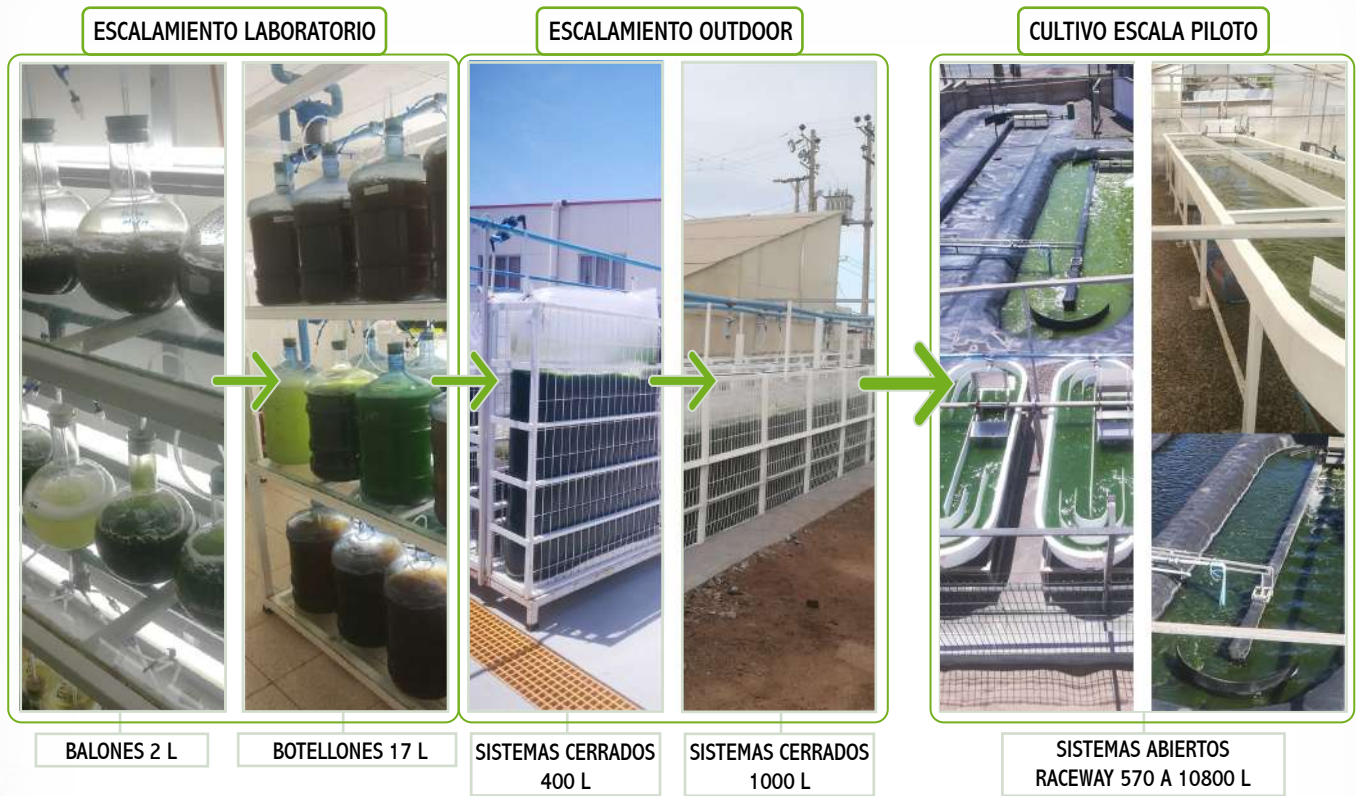 ESCALAMIENTO LABORATORIO
ESCALAMIENTO OUTDOOR
CULTIVO ESCALA PILOTO
BALONES 2 L
BOTELLONES 17 L
SISTEMAS CERRADOS
400 L
SISTEMAS CERRADOS
1000 L
SISTEMAS ABIERTOS
RACEWAY 570 A 10800 L